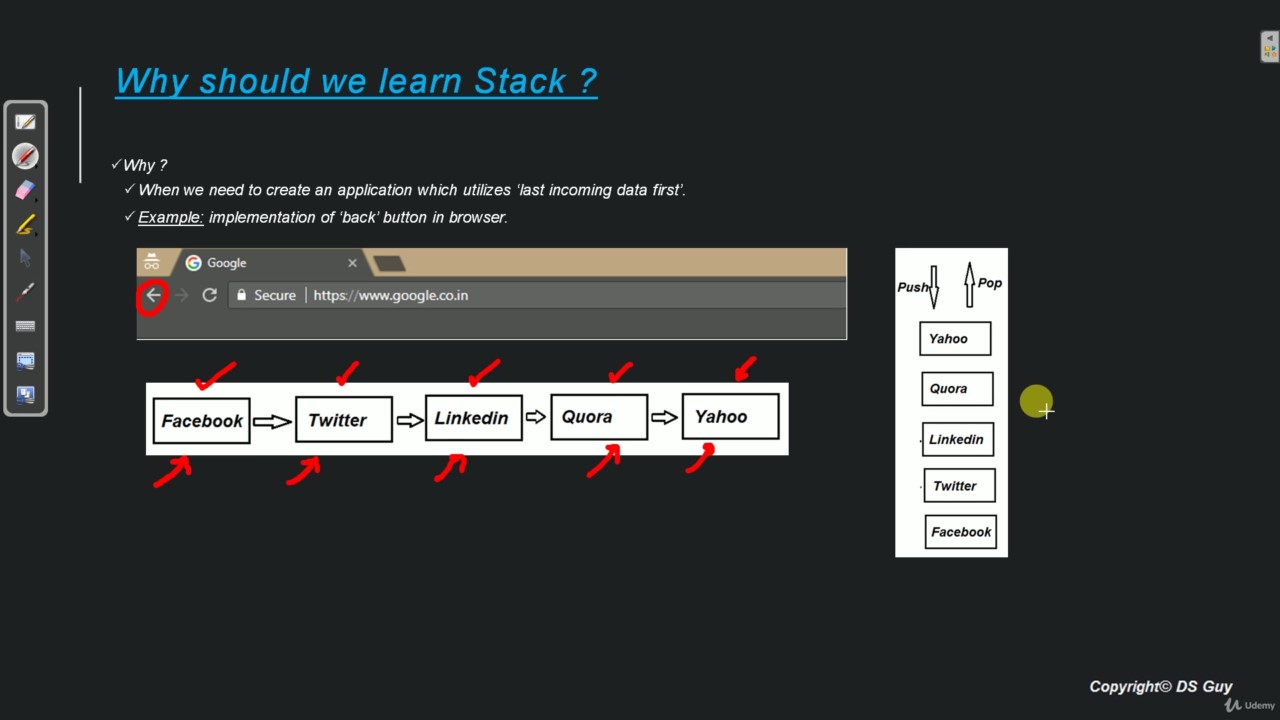 Why should we learn Stack ?
✓Why ?
✓ When we need to create an application which utilizes ‘last incoming data first’.
✓ Example: implementation of ‘back’ button in browser.
Google
Secure | https://www.google.co.in
Facebook Twitter Linkedin Quora Yahoo
Push Pop
Yahoo
Quora
Linkedin
Twitter
Facebook
Copyright© DS Guy
Udemy